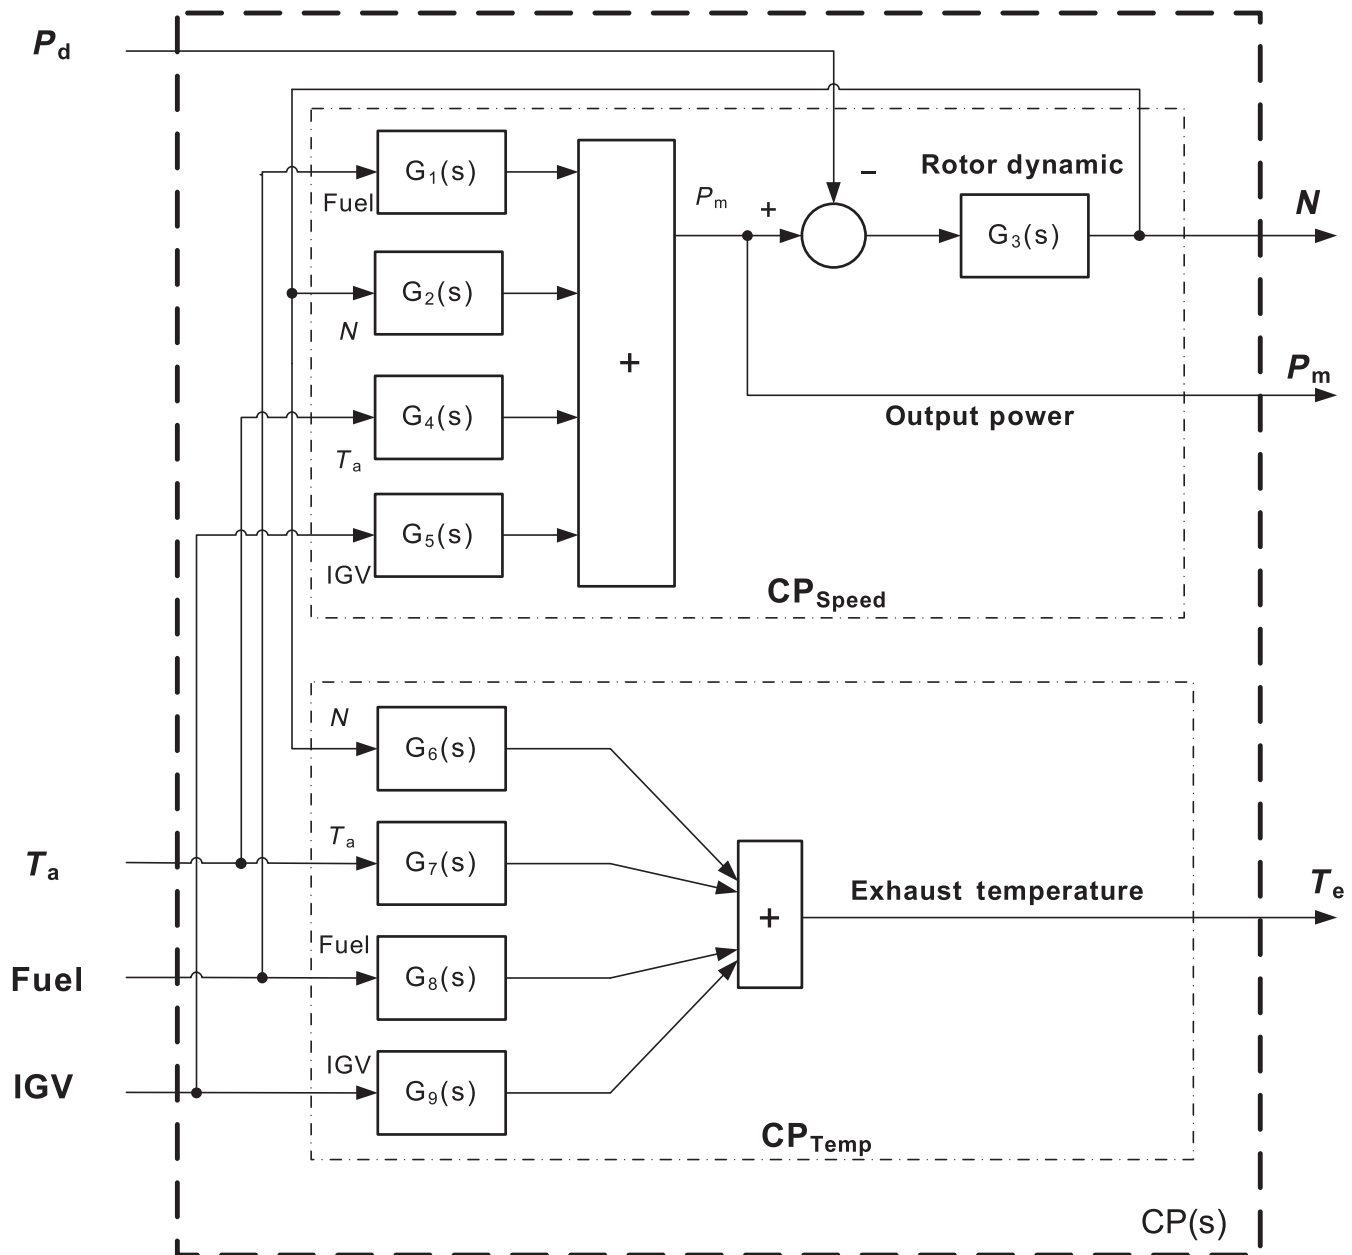 Pd
G1(s)
Fuel
Rotor dynamic
−
Pm
+
G3(s)
N
G2(s)
N
+
Pm
Output power
G4(s)
Ta
G5(s)
IGV
CPSpeed
N
G6(s)
Ta
Ta
G7(s)
Exhaust temperature
Te
+
Fuel
Fuel
G8(s)
IGV
IGV
G9(s)
CPTemp
CP(s)